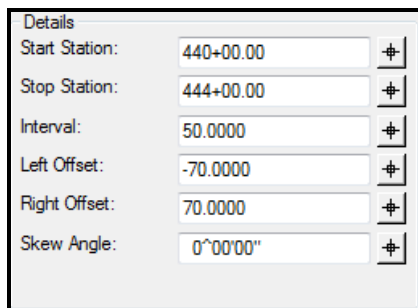 Details
Start Station: 440+00.00
Stop Station: 444+00.00
Interval: 50.0000
Left Offset: -70.0000
Right Offset: 70.0000
Skew Angle: 0^00'00"